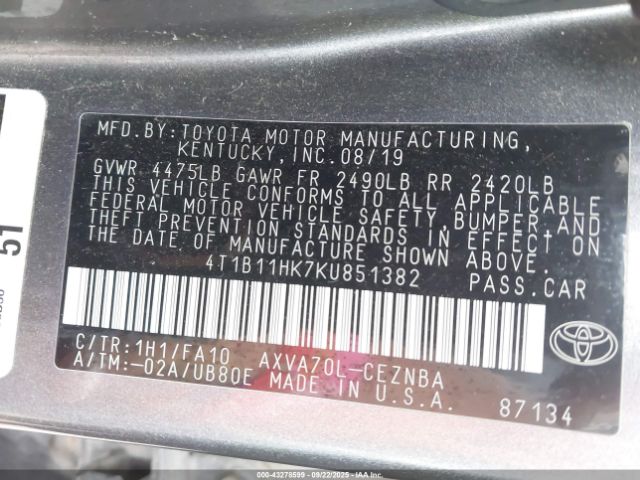 MFD. BY: TOYOTA MOTOR MANUFACTURING,
KENTUCKY, INC. 08/19
GVWR 4475LB GAWR FR 2490LB RR 2420LB
THIS VEHICLE CONFORMS TO ALL APPLICABLE
FEDERAL MOTOR VEHICLE SAFETY, BUMPER, AND
THEFT PREVENTION STANDARDS IN EFFECT ON
THE DATE OF MANUFACTURE SHOWN ABOVE.
4T1B11HK7KU851382 PASS. CAR
C/TR: 1H1/FA10 AXVA70L-CEZNBA
A/TM: -02A/UB80E MADE IN U.S.A.
87134
51
000-43278599 - 09/22/2025 - IAAI.COM